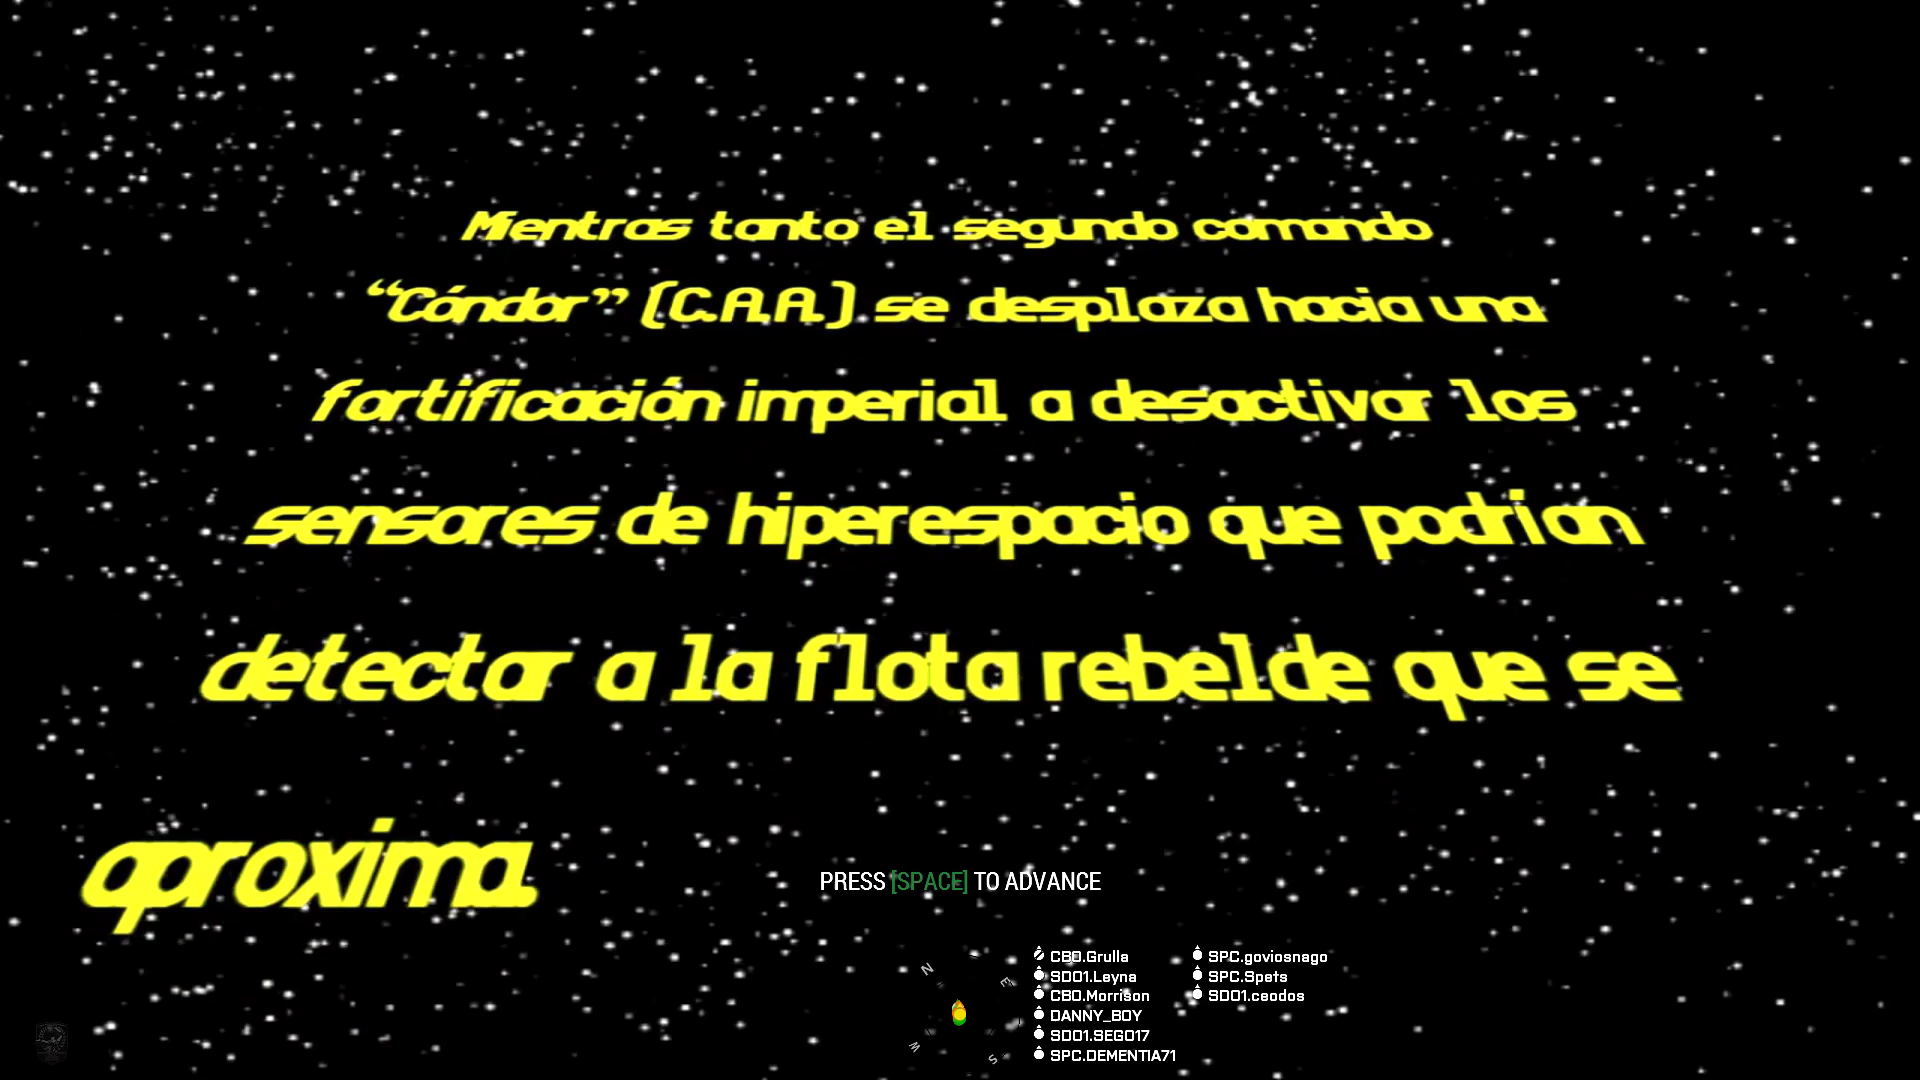 Mientras tanto el segundo comando
“Cóndor” (C.A.A.) se desplaza hacia una
fortificación imperial a desactivar los
sensores de hiperespacio que podrian
detectar a la flota rebelde que se
aproxima.
PRESS [SPACE] TO ADVANCE
N
E
W
S
CBO.Grulla
SDO1.Leyna
CBO.Morrison
DANNY_BOY
SDO1.SEGO17
SPC.DEMENTIA71
SPC.goviosnago
SPC.Spets
SDO1.ceodos